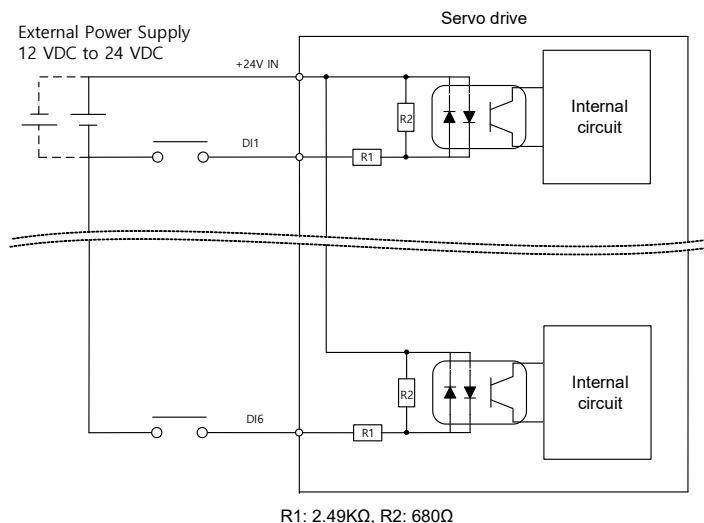 Servo drive
External Power Supply
12 VDC to 24 VDC
+24V IN
R2
Internal
circuit
DI1
R1
Internal
circuit
R2
DI6
R1
R1: 2.49KΩ, R2: 680Ω